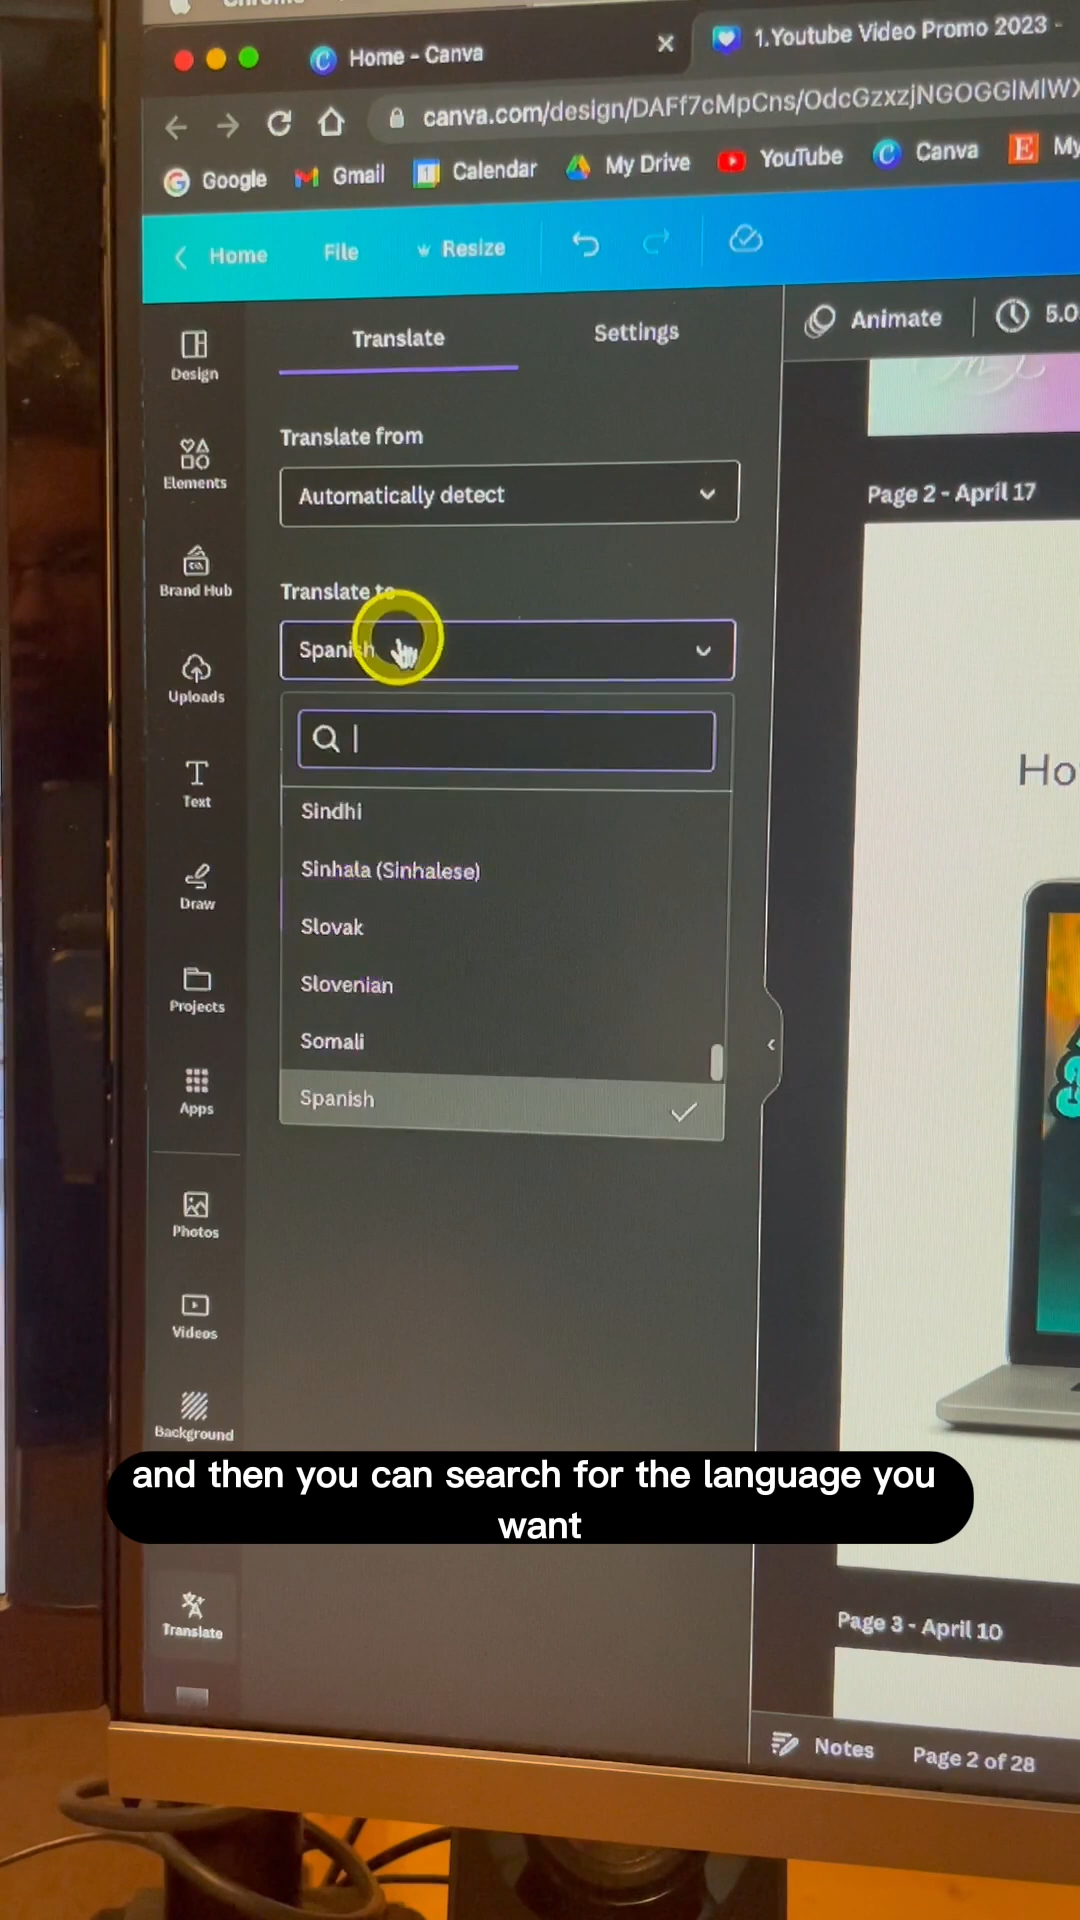 Home - Canva
1.Youtube Video Promo 2023 -
canva.com/design/DAFf7cMpCns/OdcGzxzjNGOGGIMIWX
Google Gmail Calendar My Drive YouTube Canva My
Home File Resize
Translate Settings
Animate 5.0
Design
Elements
Brand Hub
Uploads
Text
Draw
Projects
Apps
Photos
Videos
Background
Translate
Translate from
Automatically detect
Translate to
Spanish
Sindhi
Sinhala (Sinhalese)
Slovak
Slovenian
Somali
Spanish
Page 2 - April 17
Ho
and then you can search for the language you
want
Page 3 - April 10
Notes Page 2 of 28